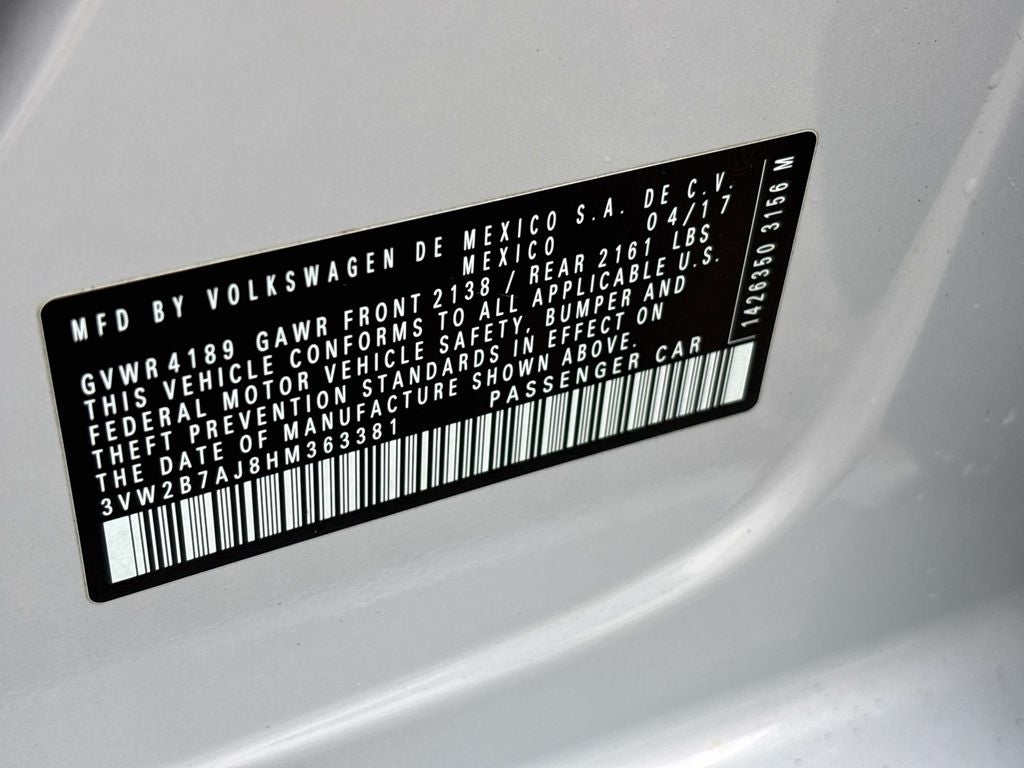 MFD BY VOLKSWAGEN DE MEXICO S.A. DE C.V.
MEXICO 04/17
GVWR 4189 GAWR FRONT 2138 / REAR 2161 LBS
THIS VEHICLE CONFORMS TO ALL APPLICABLE U.S.
FEDERAL MOTOR VEHICLE SAFETY, BUMPER AND
THEFT PREVENTION STANDARDS IN EFFECT ON
THE DATE OF MANUFACTURE SHOWN ABOVE.
3VW2B7AJ8HM363381 PASSENGER CAR
1426350 3156 M